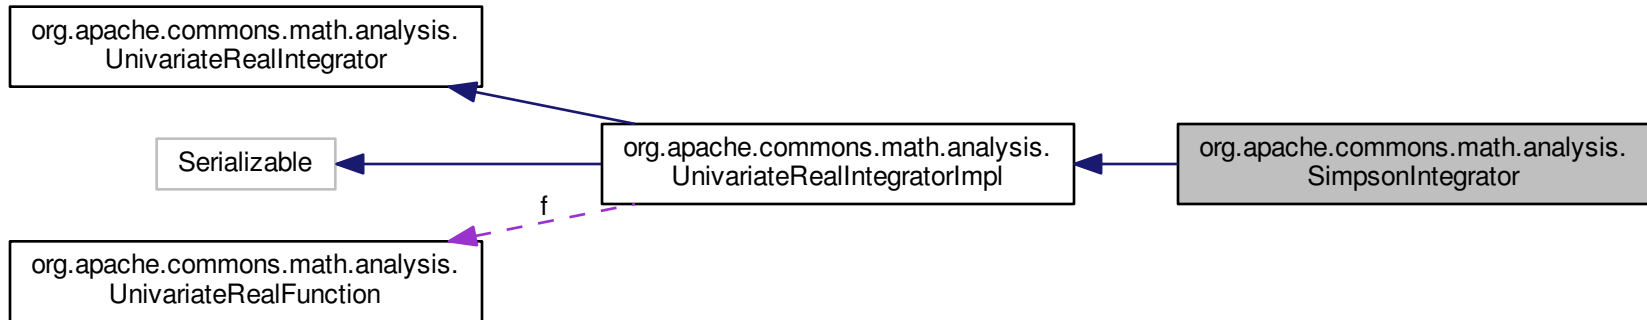 org.apache.commons.math.analysis.
UnivariateRealIntegrator
Serializable
org.apache.commons.math.analysis.
UnivariateRealIntegratorImpl
org.apache.commons.math.analysis.
SimpsonIntegrator
f
org.apache.commons.math.analysis.
UnivariateRealFunction